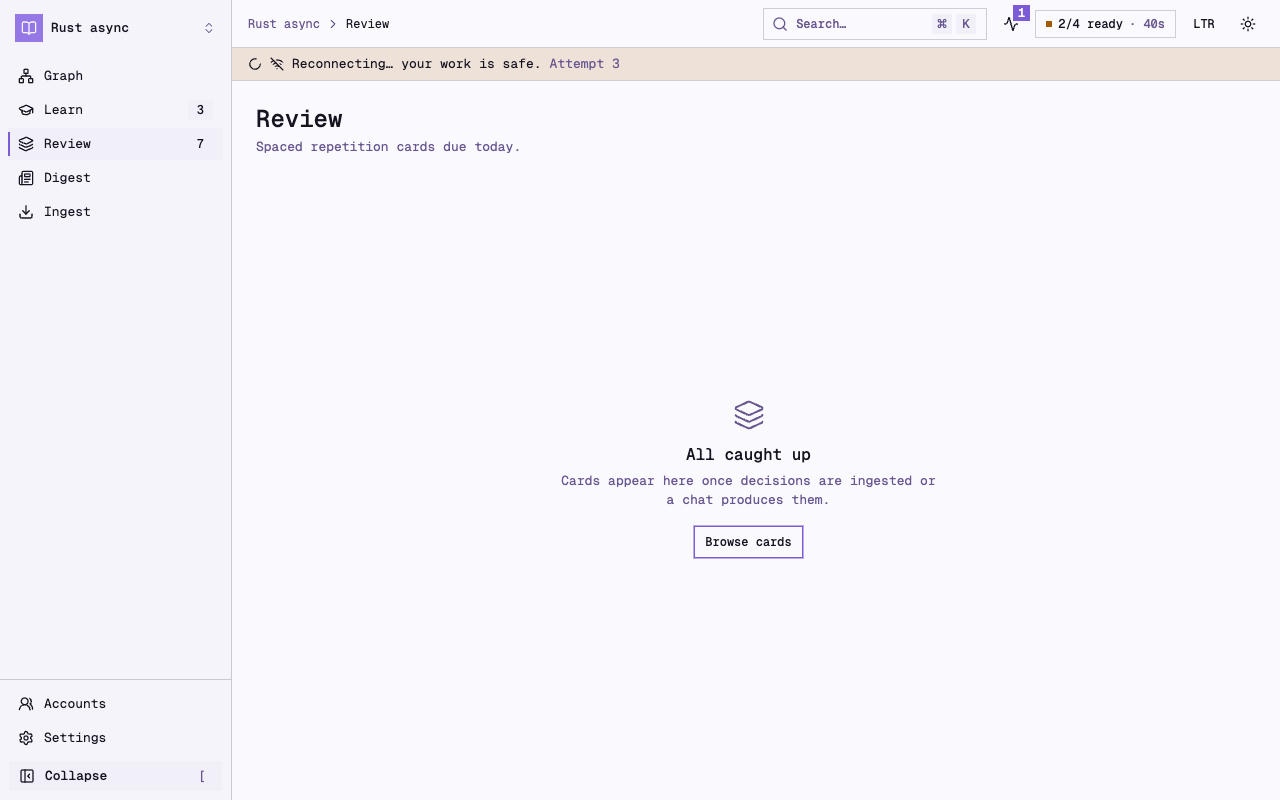 Rust async
Graph
Learn 3
Review 7
Digest
Ingest
Accounts
Settings
Collapse [
Rust async > Review
Search… ⌘ K
1
2/4 ready · 40s
LTR
Reconnecting… your work is safe. Attempt 3
Review
Spaced repetition cards due today.
All caught up
Cards appear here once decisions are ingested or
a chat produces them.
Browse cards